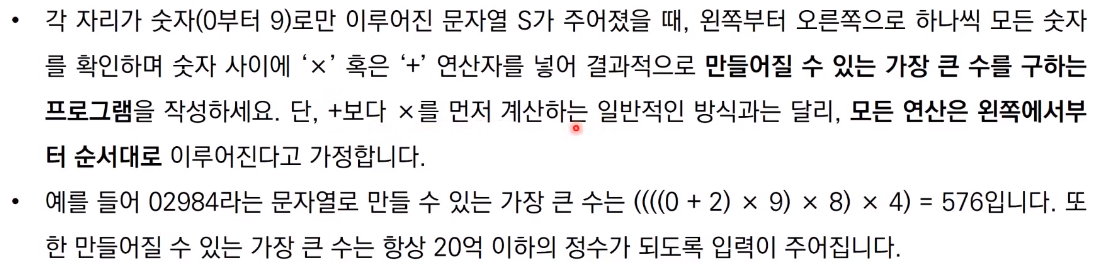 • 각 자리가 숫자(0부터 9)로만 이루어진 문자열 S가 주어졌을 때, 왼쪽부터 오른쪽으로 하나씩 모든 숫자
를 확인하며 숫자 사이에 ‘×’ 혹은 ‘+’ 연산자를 넣어 결과적으로 만들어질 수 있는 가장 큰 수를 구하는
프로그램을 작성하세요. 단, +보다 ×를 먼저 계산하는 일반적인 방식과는 달리, 모든 연산은 왼쪽에서부
터 순서대로 이루어진다고 가정합니다.
• 예를 들어 02984라는 문자열로 만들 수 있는 가장 큰 수는 ((((0 + 2) × 9) × 8) × 4) = 576입니다. 또
한 만들어질 수 있는 가장 큰 수는 항상 20억 이하의 정수가 되도록 입력이 주어집니다.